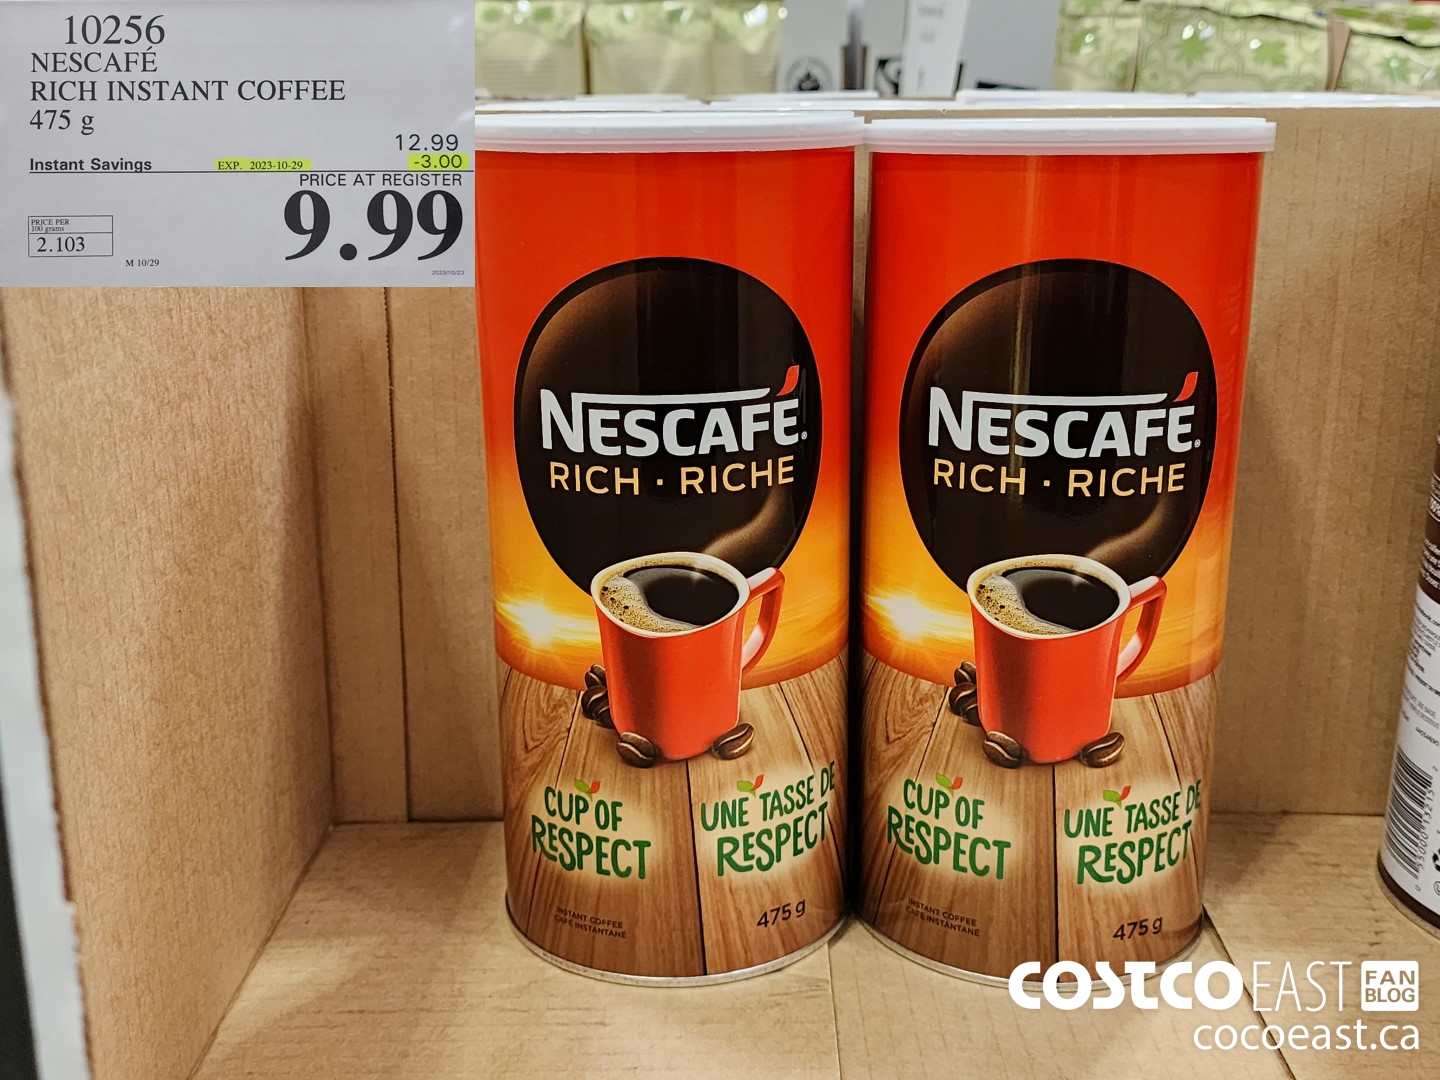 10256
NESCAFÉ
RICH INSTANT COFFEE
475 g
12.99
Instant Savings EXP. 2023-10-29 -3.00
PRICE AT REGISTER
9.99
PRICE PER
100 grams
2.103
M 10/29
2023/10/23
NESCAFÉ®
RICH · RICHE
CUP OF
RESPECT
UNE TASSE DE
RESPECT
INSTANT COFFEE
CAFÉ INSTANTANÉ
475 g
NESCAFÉ®
RICH · RICHE
CUP OF
RESPECT
UNE TASSE DE
RESPECT
INSTANT COFFEE
CAFÉ INSTANTANÉ
475 g
COSTCO EAST FAN BLOG
cocoeast.ca